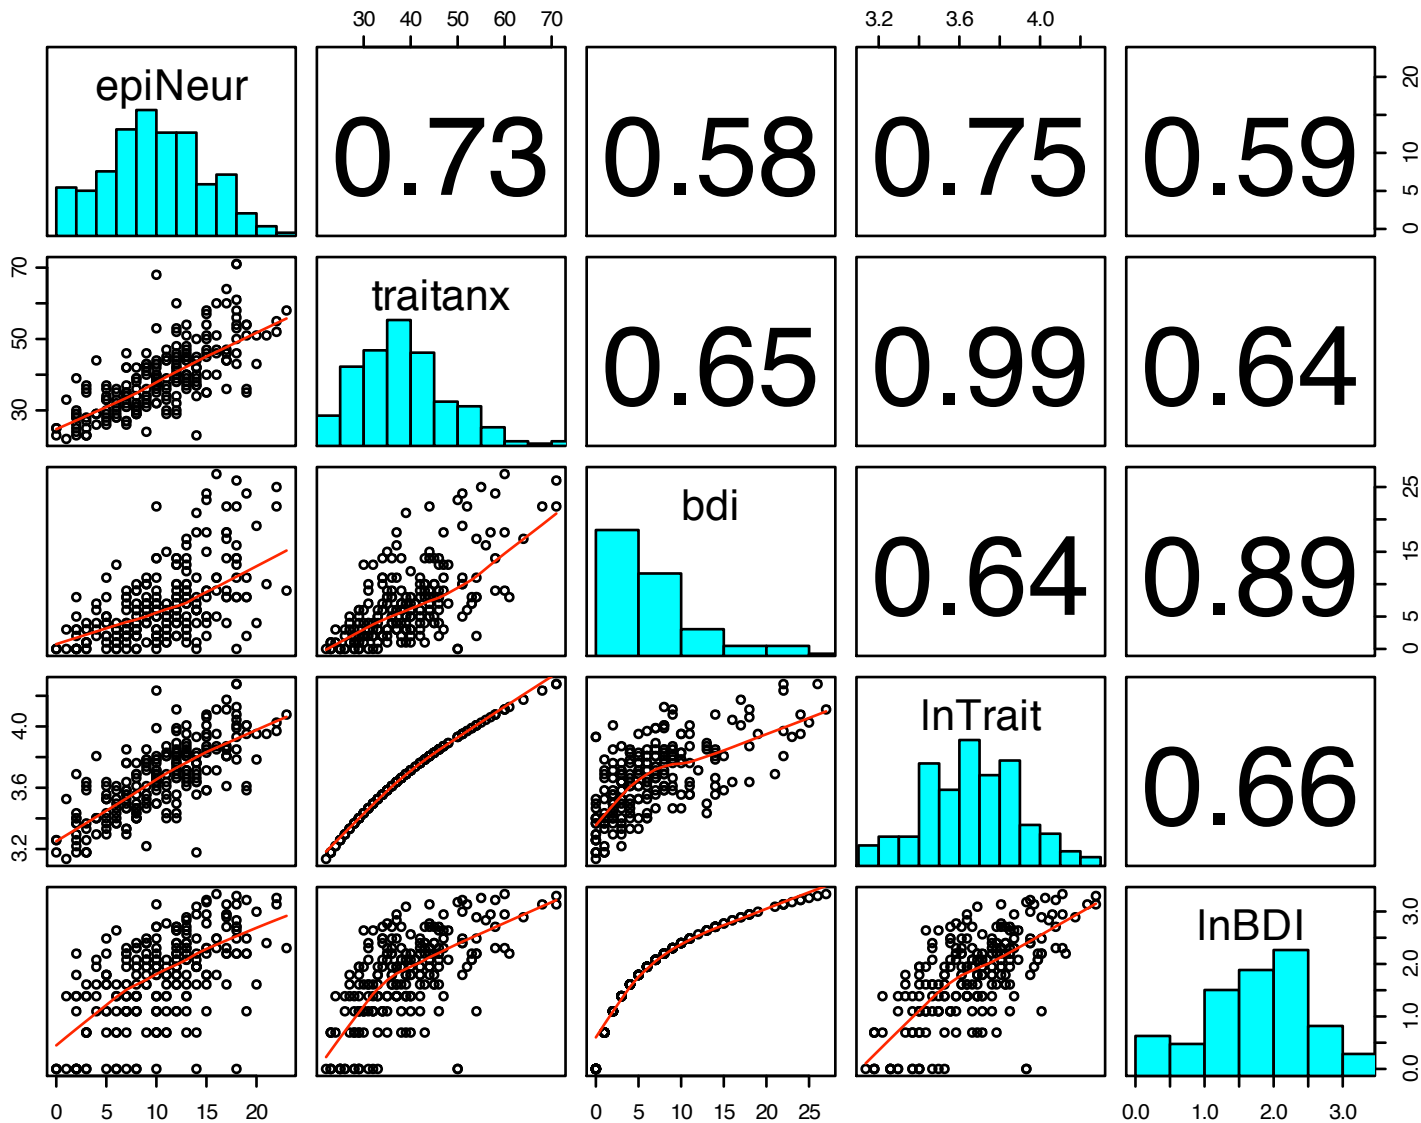 30 40 50 60 70 3.2 3.6 4.0
epiNeur 0.73 0.58 0.75 0.59 0 5 10 20
30 50 70 traitanx 0.65 0.99 0.64
bdi 0.64 0.89 0 5 15 25
3.2 3.6 4.0 lnTrait 0.66
lnBDI 0.0 1.0 2.0 3.0
0 5 10 15 20 0 5 10 15 20 25 0.0 1.0 2.0 3.0